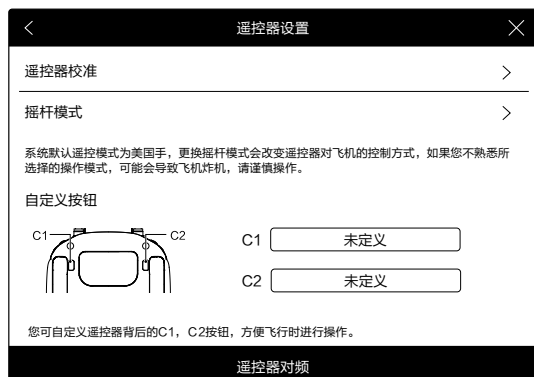 遥控器设置
遥控器校准
摇杆模式
系统默认遥控模式为美国手，更换摇杆模式会改变遥控器对飞机的控制方式，如果您不熟悉所
选择的操作模式，可能会导致飞机炸机，请谨慎操作。
自定义按钮
C1 C2 C1 未定义
C2 未定义
您可自定义遥控器背后的C1，C2按钮，方便飞行时进行操作。
遥控器对频